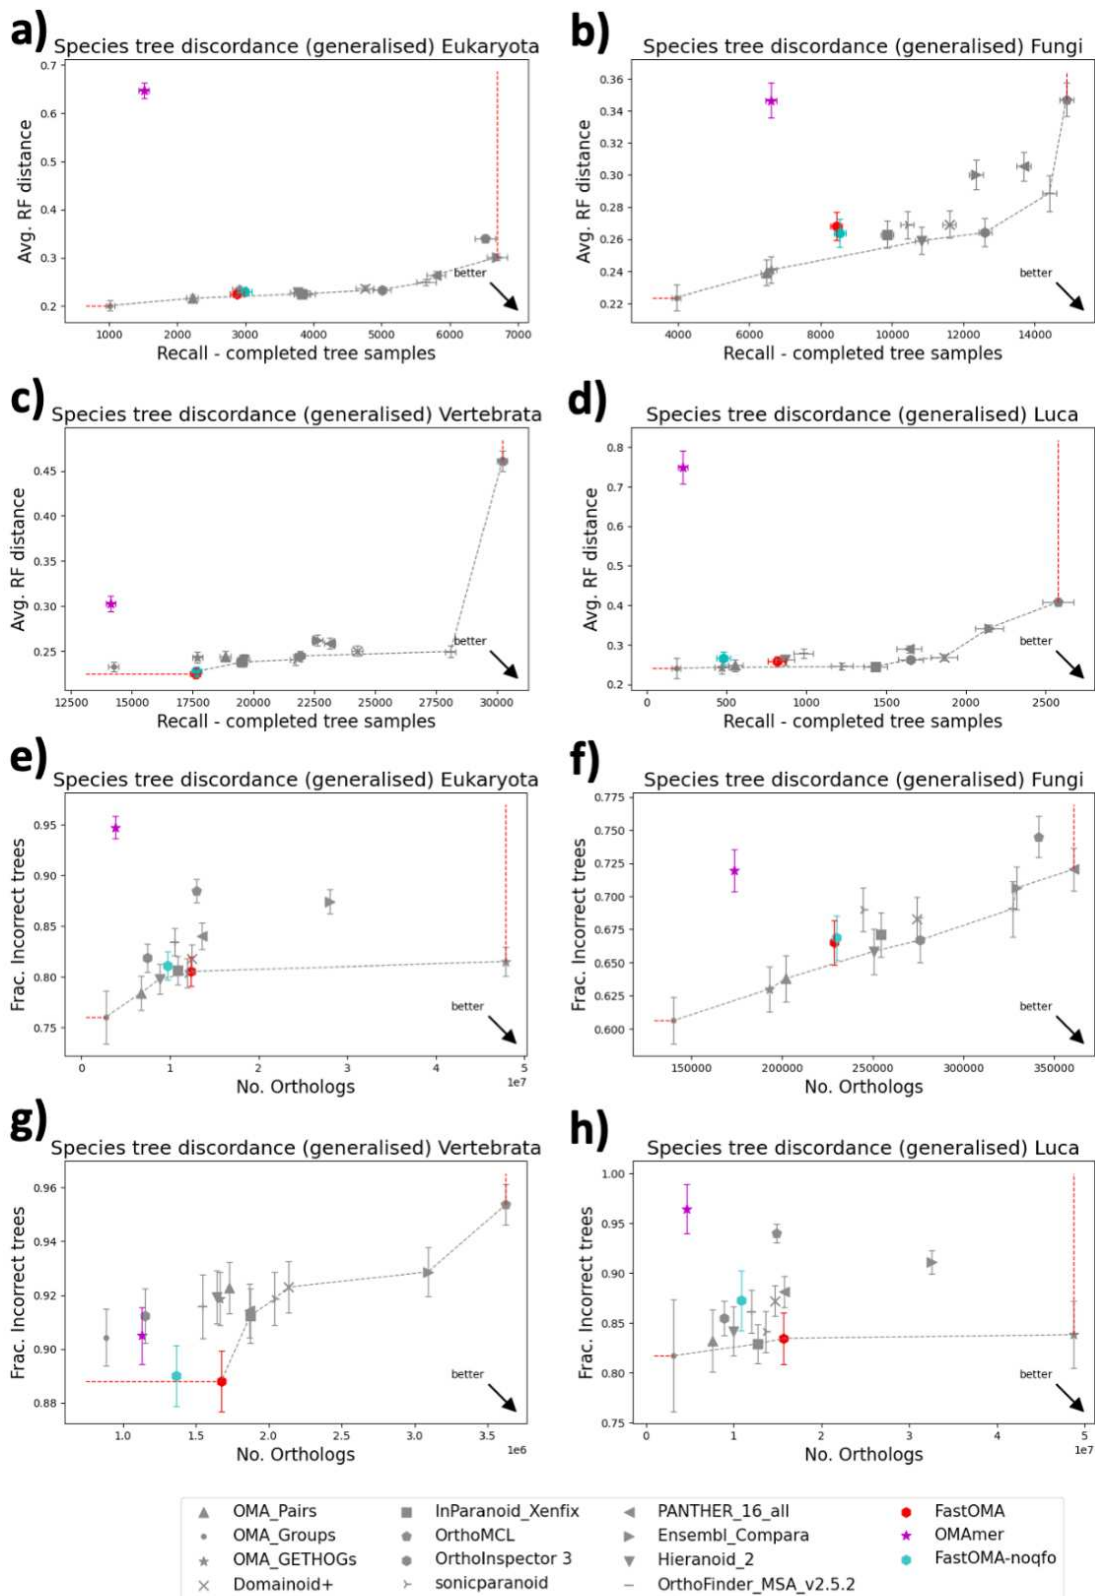 a)
Species tree discordance (generalised) Eukaryota
0.7
0.6
0.5
0.4
0.3
0.2
Avg. RF distance
better
1000 2000 3000 4000 5000 6000 7000
Recall - completed tree samples
b)
Species tree discordance (generalised) Fungi
0.36
0.34
0.32
0.30
0.28
0.26
0.24
0.22
Avg. RF distance
better
4000 6000 8000 10000 12000 14000
Recall - completed tree samples
c)
Species tree discordance (generalised) Vertebrata
0.45
0.40
0.35
0.30
0.25
Avg. RF distance
better
12500 15000 17500 20000 22500 25000 27500 30000
Recall - completed tree samples
d)
Species tree discordance (generalised) Luca
0.8
0.7
0.6
0.5
0.4
0.3
0.2
Avg. RF distance
better
0 500 1000 1500 2000 2500
Recall - completed tree samples
e)
Species tree discordance (generalised) Eukaryota
0.95
0.90
0.85
0.80
0.75
Frac. Incorrect trees
better
0 1 2 3 4 5
1e7
No. Orthologs
f)
Species tree discordance (generalised) Fungi
0.775
0.750
0.725
0.700
0.675
0.650
0.625
0.600
Frac. Incorrect trees
better
150000 200000 250000 300000 350000
No. Orthologs
g)
Species tree discordance (generalised) Vertebrata
0.96
0.94
0.92
0.90
0.88
Frac. Incorrect trees
better
1.0 1.5 2.0 2.5 3.0 3.5
1e6
No. Orthologs
h)
Species tree discordance (generalised) Luca
1.00
0.95
0.90
0.85
0.80
0.75
Frac. Incorrect trees
better
0 1 2 3 4 5
1e7
No. Orthologs
OMA_Pairs InParanoid_Xenfix PANTHER_16_all FastOMA
OMA_Groups OrthoMCL Ensembl_Compara OMAmer
OMA_GETHOGs OrthoInspector 3 Hieranoid_2 FastOMA-noqfo
Domainoid+ sonicparanoid OrthoFinder_MSA_v2.5.2